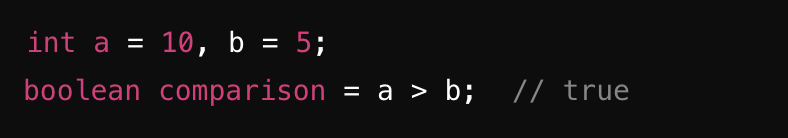 int a = 10, b = 5;
boolean comparison = a > b;  // true